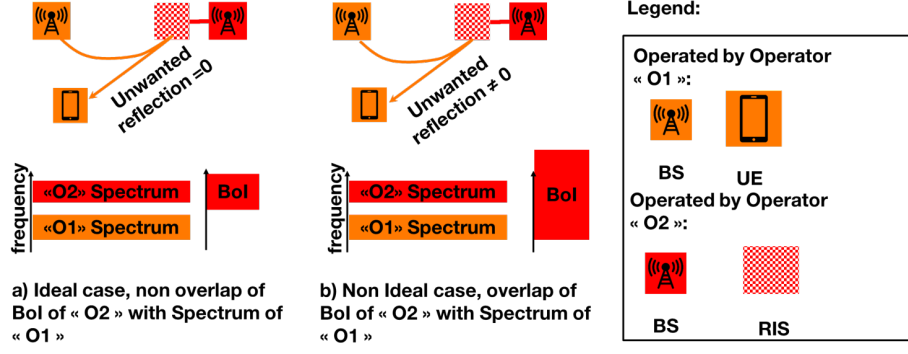 Unwanted
reflection =0
frequency
«O2» Spectrum
«O1» Spectrum
BoI
a) Ideal case, non overlap of
BoI of « O2 » with Spectrum of
« O1 »
Unwanted
reflection ≠ 0
frequency
«O2» Spectrum
«O1» Spectrum
BoI
b) Non Ideal case, overlap of
BoI of « O2 » with Spectrum of
« O1 »
Legend:
Operated by Operator
« O1 »:
BS
UE
Operated by Operator
« O2 »:
BS
RIS